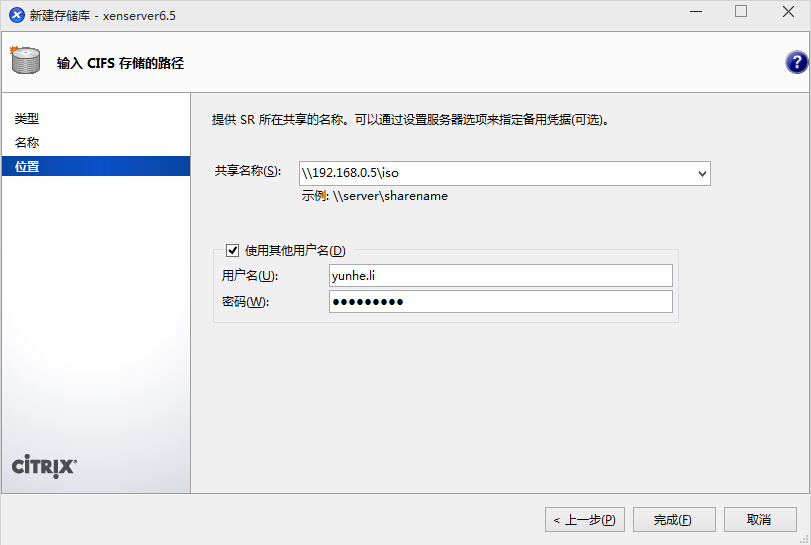 新建存储库 - xenserver6.5
输入 CIFS 存储的路径
?
类型
名称
位置
提供 SR 所在共享的名称。可以通过设置服务器选项来指定备用凭据(可选)。
共享名称(S): \\192.168.0.5\iso
示例: \\server\sharename
使用其他用户名(D)
用户名(U): yunhe.li
密码(W): ●●●●●●●●●
CİTRIX
< 上一步(P) 完成(F) 取消